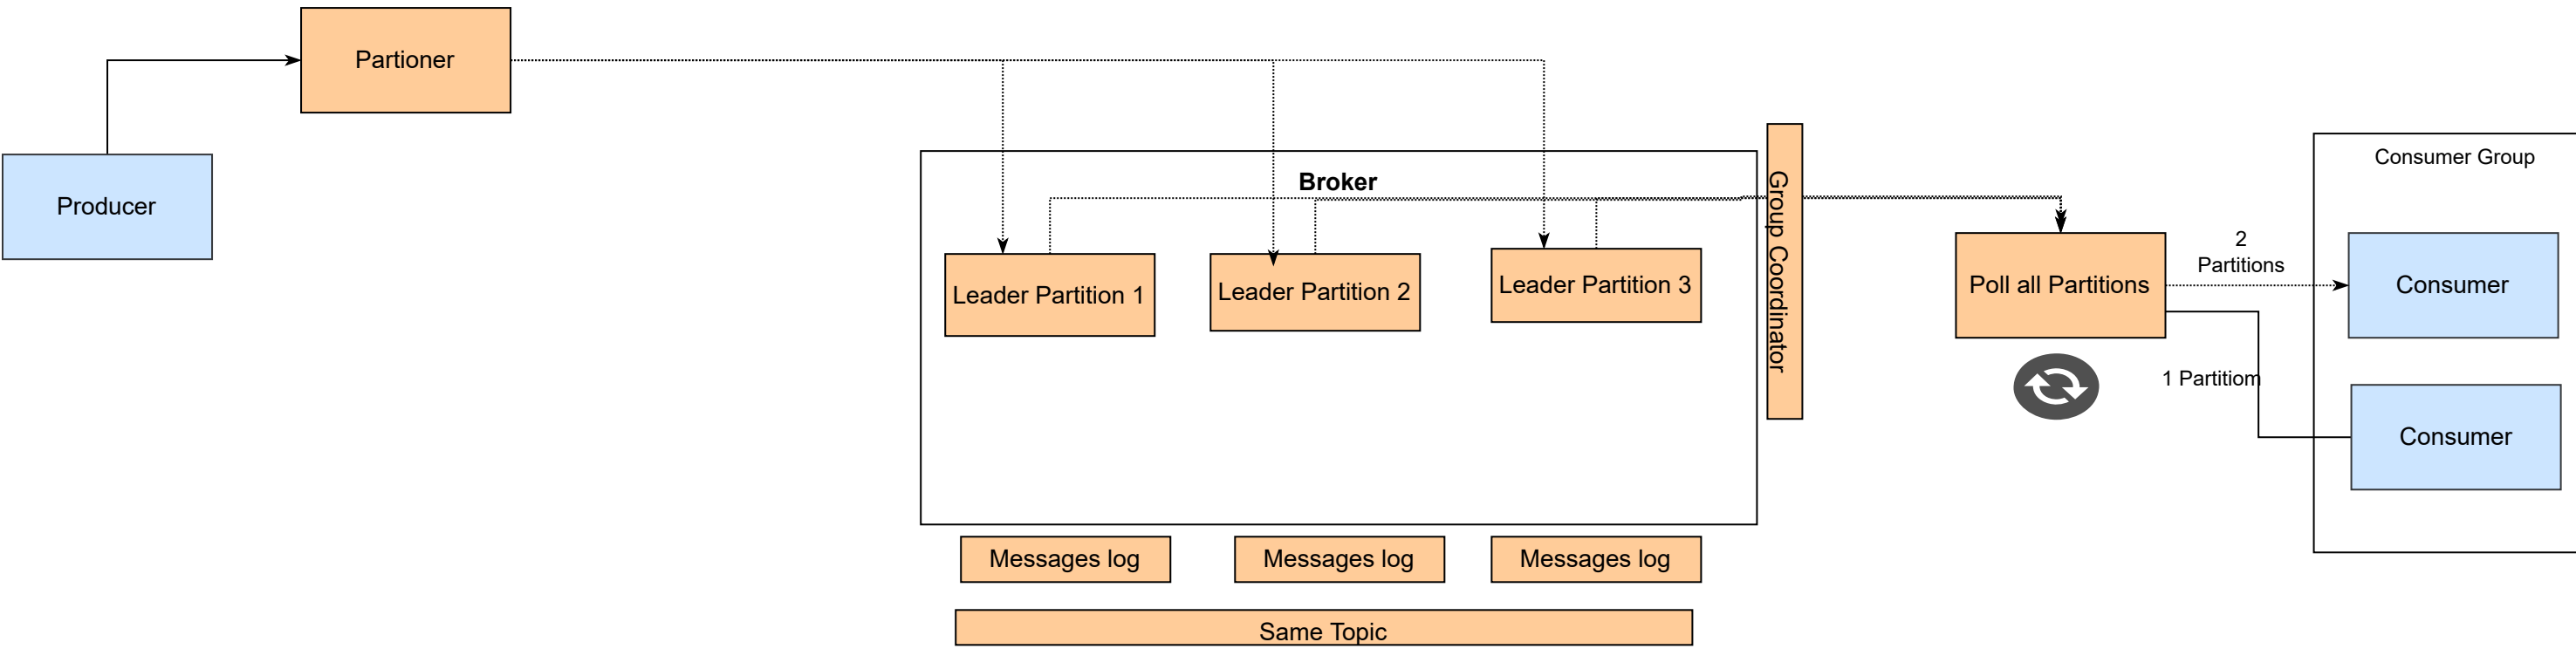 Partioner
Producer
Broker
Group Coordinator
Leader Partition 1
Leader Partition 2
Leader Partition 3
Messages log
Messages log
Messages log
Same Topic
Poll all Partitions
2
Partitions
1 Partitiom
Consumer Group
Consumer
Consumer